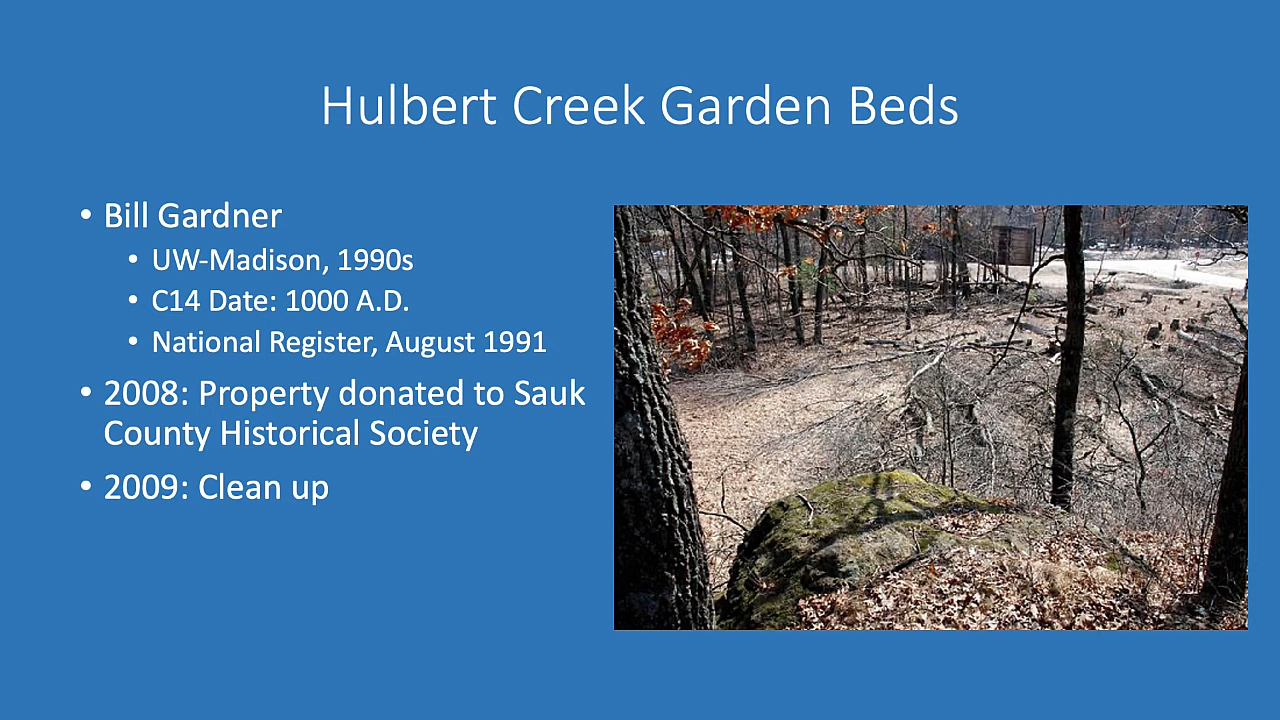 Hulbert Creek Garden Beds
• Bill Gardner
• UW-Madison, 1990s
• C14 Date: 1000 A.D.
• National Register, August 1991
• 2008: Property donated to Sauk
County Historical Society
• 2009: Clean up